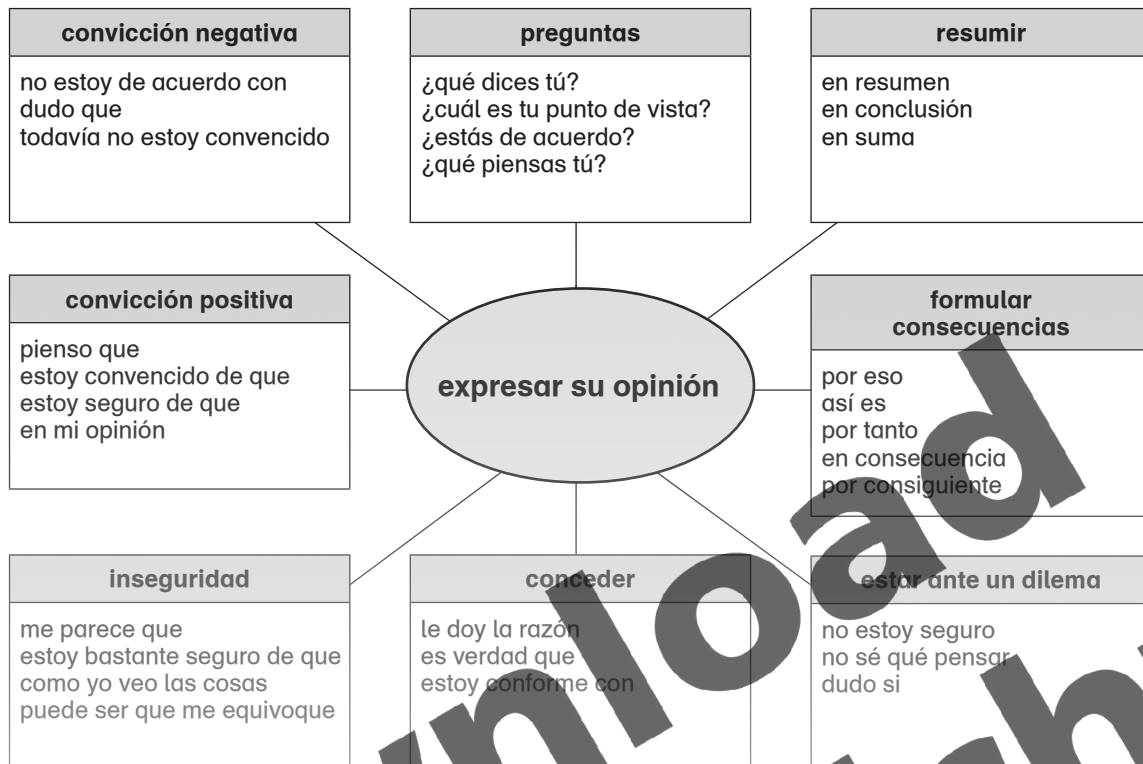 convicción negativa
no estoy de acuerdo con
dudo que
todavía no estoy convencido
preguntas
¿qué dices tú?
¿cuál es tu punto de vista?
¿estás de acuerdo?
¿qué piensas tú?
resumir
en resumen
en conclusión
en suma
convicción positiva
pienso que
estoy convencido de que
estoy seguro de que
en mi opinión
expresar su opinión
formular
consecuencias
por eso
así es
por tanto
en consecuencia
por consiguiente
inseguridad
me parece que
estoy bastante seguro de que
como yo veo las cosas
puede ser que me equivoque
conceder
le doy la razón
es verdad que
estoy conforme con
estar ante un dilema
no estoy seguro
no sé qué pensar
dudo si